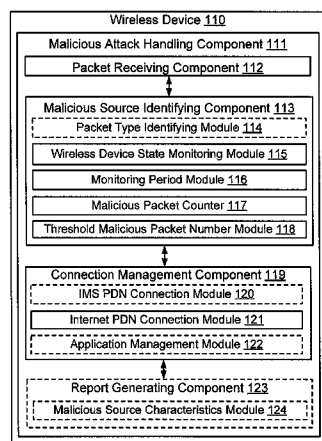 Wireless Device 110
Malicious Attack Handling Component 111
Packet Receiving Component 112
Malicious Source Identifying Component 113
Packet Type Identifying Module 114
Wireless Device State Monitoring Module 115
Monitoring Period Module 116
Malicious Packet Counter 117
Threshold Malicious Packet Number Module 118
Connection Management Component 119
IMS PDN Connection Module 120
Internet PDN Connection Module 121
Application Management Module 122
Report Generating Component 123
Malicious Source Characteristics Module 124